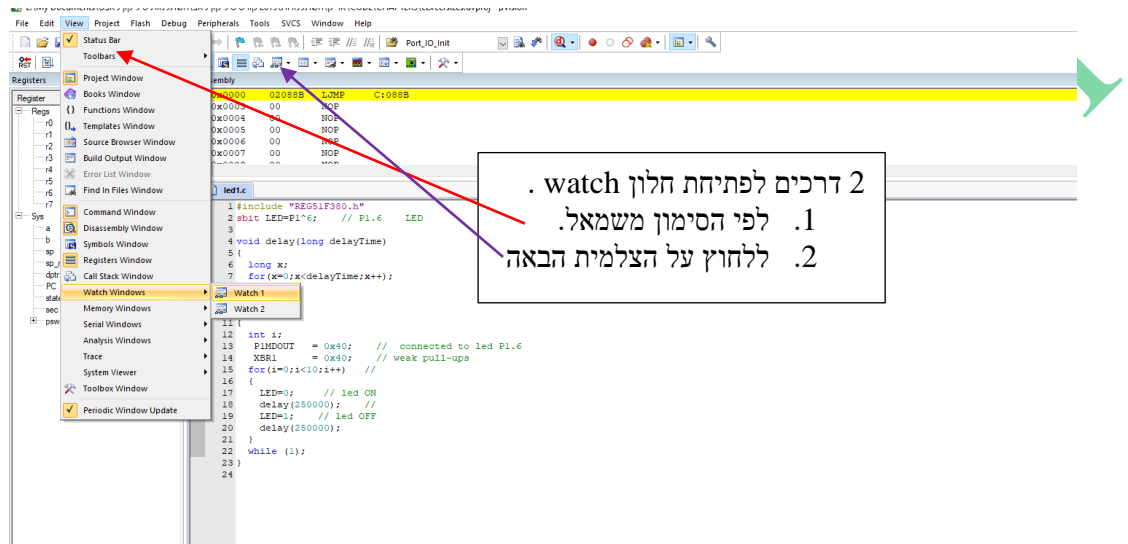 File Edit View Project Flash Debug Peripherals Tools SVCS Window Help
Status Bar
Port_IO_Init
Toolbars
RST
Registers
Project Window
Register
Books Window
0x0000 02088B LJMP C:088B
Regs
Functions Window
0x0003 00 NOP
r0
Templates Window
0x0004 00 NOP
r1
Source Browser Window
0x0005 00 NOP
0x0006 00 NOP
r2
Build Output Window
0x0007 00 NOP
r3
Error List Window
r4
Find In Files Window
r5
r6
r7
led1.c
Sys
Command Window
a
Disassembly Window
b
Symbols Window
sp
Registers Window
Call Stack Window
dptr
Watch Windows
PC
Watch 1
Memory Windows
Watch 2
sec
Serial Windows
psw
Analysis Windows
Trace
System Viewer
Toolbox Window
Periodic Window Update
1 #include "REG51F380.h"
2 sbit LED=P1^6; // P1.6 LED
3
4 void delay(long delayTime)
5 {
6 long x;
7 for(x=0;x<delayTime;x++);
11 {
12 int i;
13 P1MDOUT = 0x40; // connected to led P1.6
14 XBR1 = 0x40; // weak pull-ups
15 for(i=0;i<10;i++) //
16 {
17 LED=0; // led ON
18 delay(250000); //
19 LED=1; // led OFF
20 delay(250000);
21 }
22 while (1);
23 }
24
2 דרכים לפתיחת חלון watch .
1. לפי הסימון משמאל.
2. ללחוץ על הצלמית הבאה